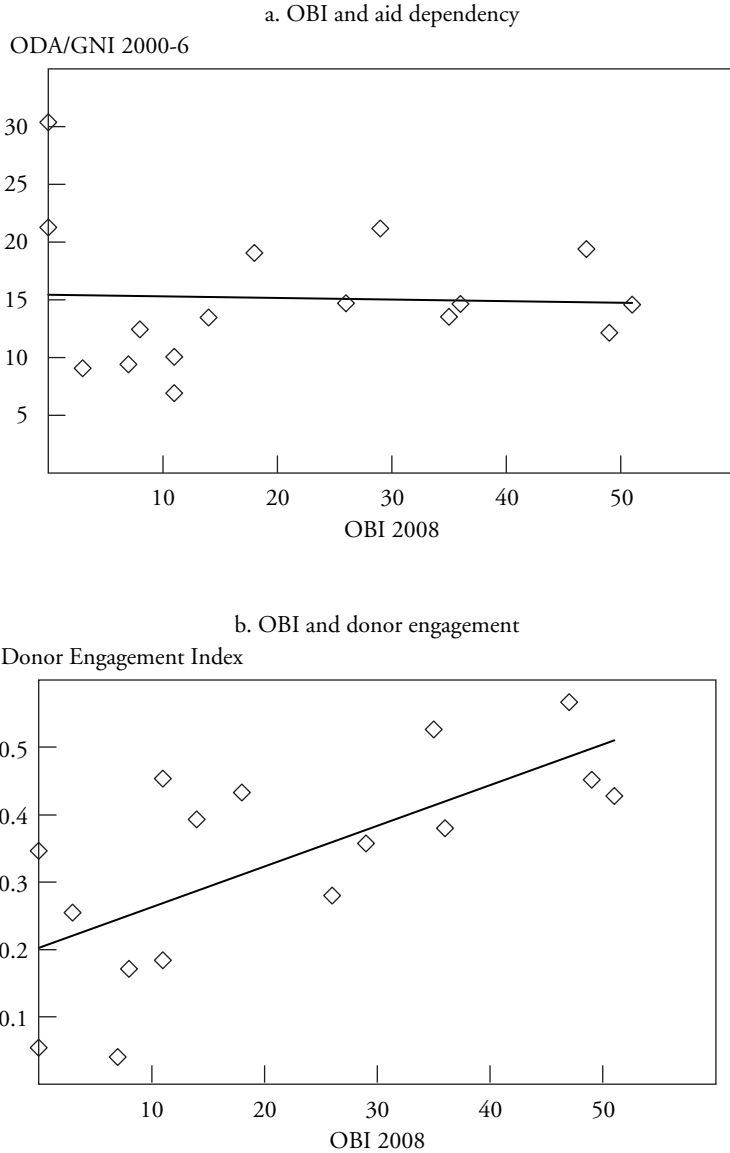 a. OBI and aid dependency
ODA/GNI 2000-6
30
25
20
15
10
5
10 20 30 40 50
OBI 2008
b. OBI and donor engagement
Donor Engagement Index
0.5
0.4
0.3
0.2
0.1
10 20 30 40 50
OBI 2008